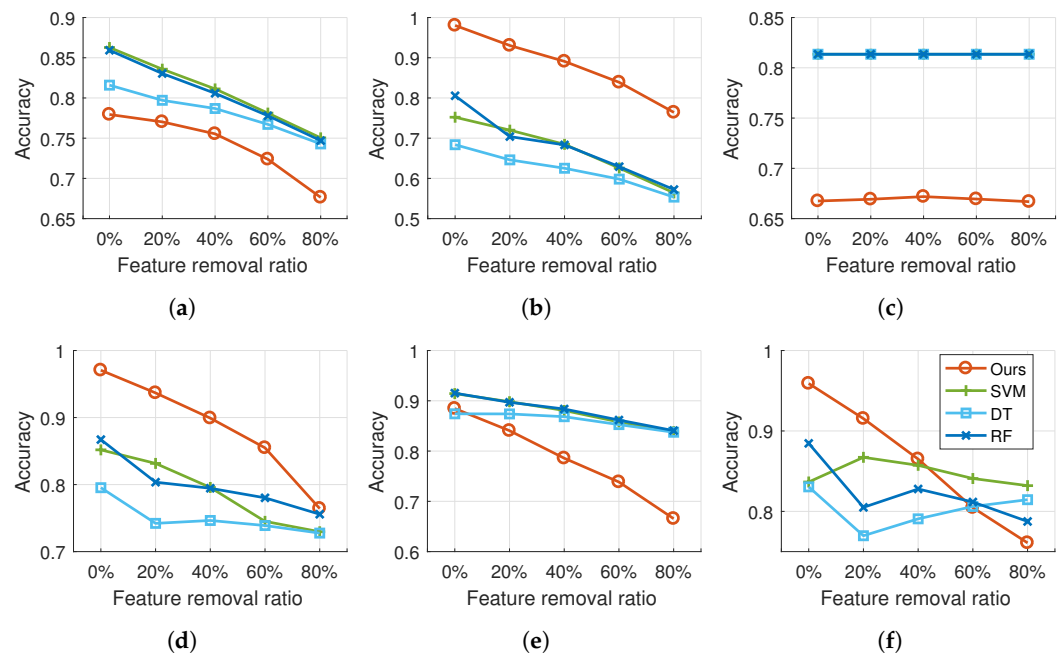 0.9
0.85
0.8
0.75
0.7
0.65
Accuracy
0% 20% 40% 60% 80%
Feature removal ratio
(a)
1
0.9
0.8
0.7
0.6
0.5
Accuracy
0% 20% 40% 60% 80%
Feature removal ratio
(b)
0.85
0.8
0.75
0.7
0.65
Accuracy
0% 20% 40% 60% 80%
Feature removal ratio
(c)
1
0.9
0.8
0.7
Accuracy
0% 20% 40% 60% 80%
Feature removal ratio
(d)
1
0.9
0.8
0.7
0.6
Accuracy
0% 20% 40% 60% 80%
Feature removal ratio
(e)
1
0.9
0.8
Accuracy
Ours
SVM
DT
RF
0% 20% 40% 60% 80%
Feature removal ratio
(f)